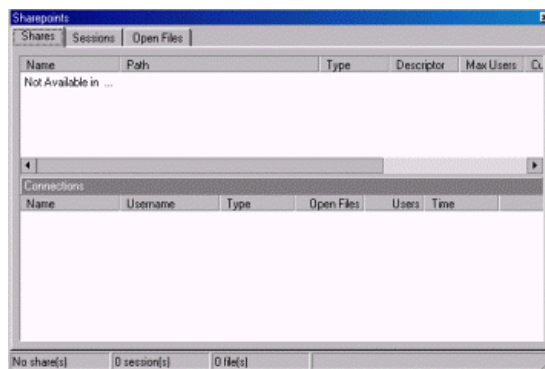 Sharepoints
Shares Sessions Open Files
Name Path Type Descriptor Max Users Cu
Not Available in ...
Connections
Name Username Type Open Files Users Time
No share(s) 0 session(s) 0 file(s)